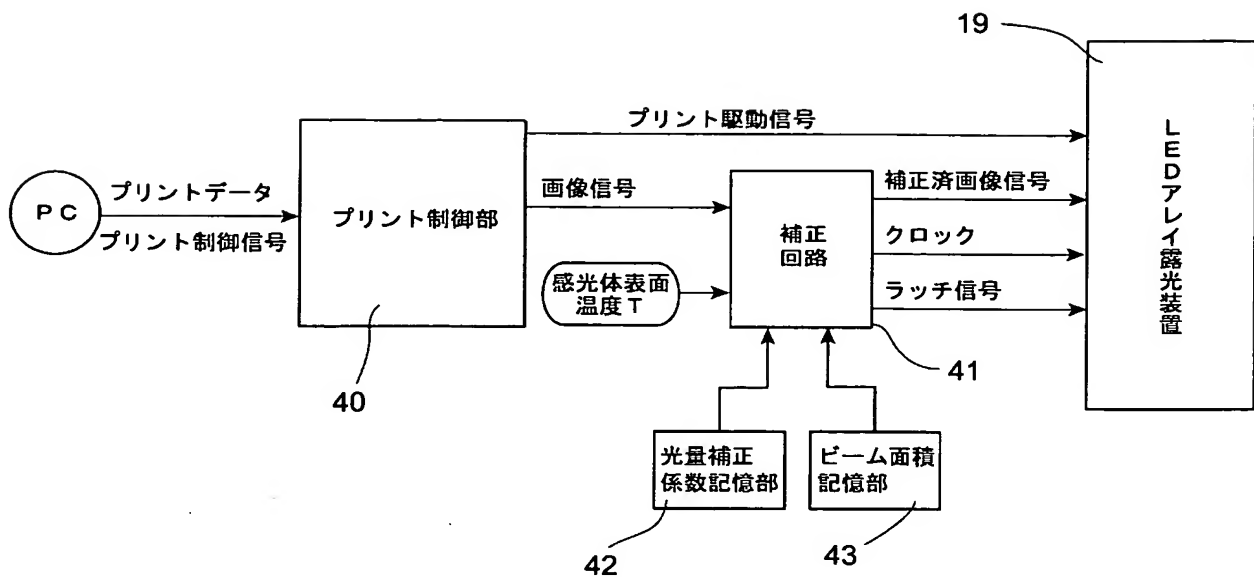 19
プリント駆動信号
プリントデータ
PC
プリント制御信号
プリント制御部
画像信号
補正
回路
補正済画像信号
クロック
ラッチ信号
感光体表面
温度T
LEDアレイ露光装置
40
41
光量補正
係数記憶部
ビーム面積
記憶部
42
43